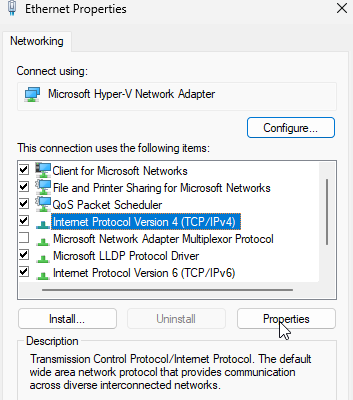 Ethernet Properties
Networking
Connect using:
Microsoft Hyper-V Network Adapter
Configure...
This connection uses the following items:
Client for Microsoft Networks
File and Printer Sharing for Microsoft Networks
QoS Packet Scheduler
Internet Protocol Version 4 (TCP/IPv4)
Microsoft Network Adapter Multiplexor Protocol
Microsoft LLDP Protocol Driver
Internet Protocol Version 6 (TCP/IPv6)
Install...
Uninstall
Properties
Description
Transmission Control Protocol/Internet Protocol. The default
wide area network protocol that provides communication
across diverse interconnected networks.